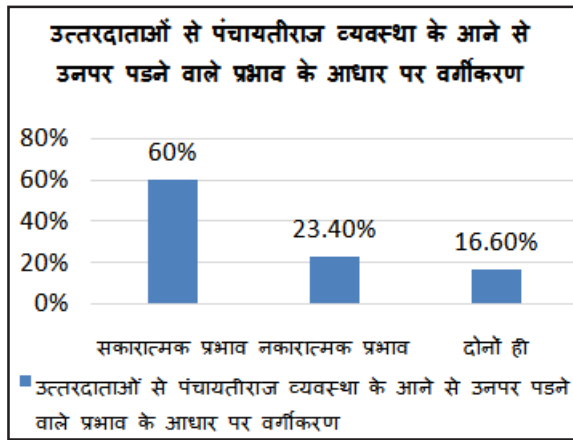 उत्तरदाताओं से पंचायतीराज व्यवस्था के आने से
उनपर पडने वाले प्रभाव के आधार पर वर्गीकरण
80%
60%
60%
23.40%
40%
16.60%
20%
0%
सकारात्मक प्रभाव नकारात्मक प्रभाव दोनों ही
उत्तरदाताओं से पंचायतीराज व्यवस्था के आने से उनपर पडने
वाले प्रभाव के आधार पर वर्गीकरण